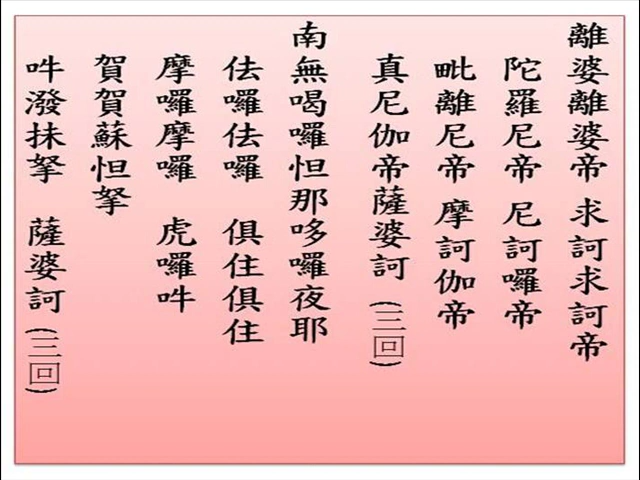 離婆離婆帝 求訶求訶帝
陀羅尼帝 尼訶囉帝
毗離尼帝 摩訶伽帝
真尼伽帝薩婆訶 (三回)
南無喝囉怛那哆囉夜耶
佉囉佉囉 俱住俱住
摩囉摩囉 虎囉吽
賀賀蘇怛拏
吽潑抹拏 薩婆訶 (三回)